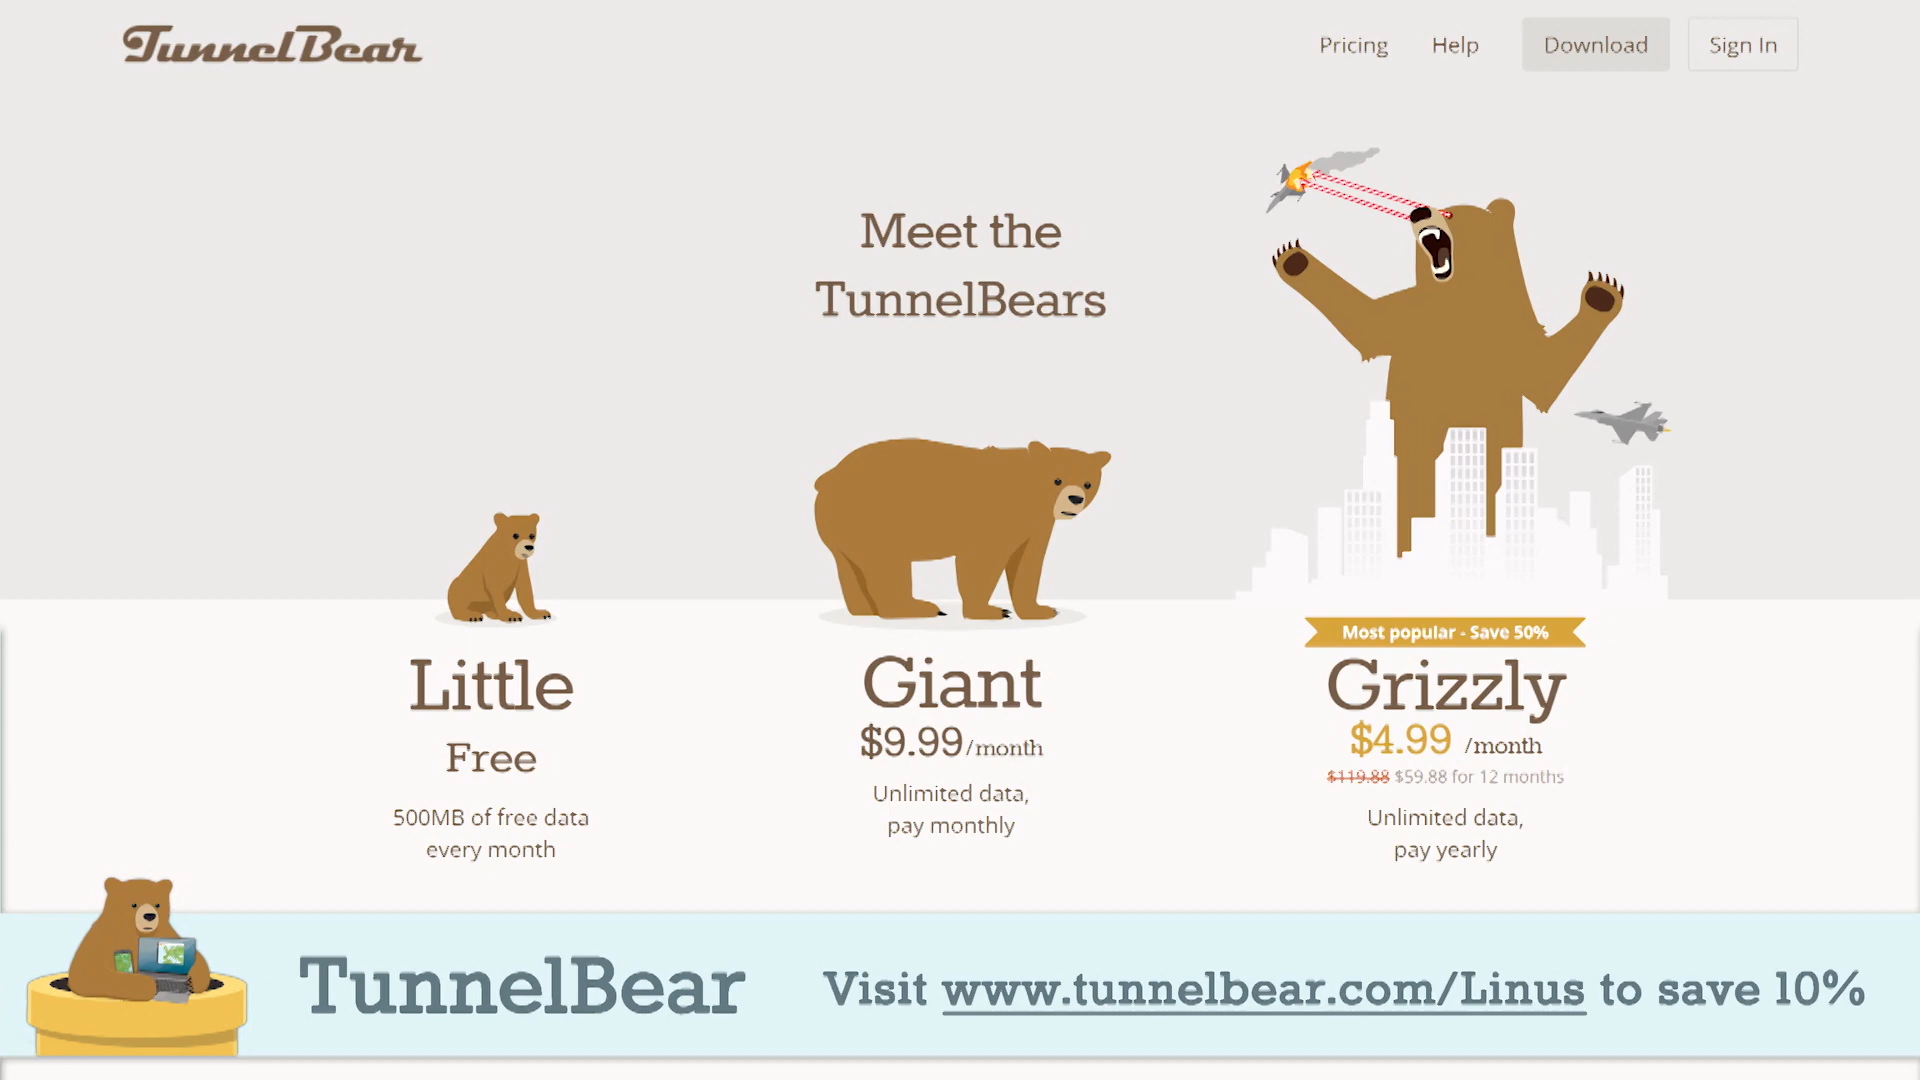 TunnelBear
Pricing
Help
Download
Sign In
Meet the
TunnelBears
Little
Free
500MB of free data
every month
Giant
$9.99/month
Unlimited data,
pay monthly
Most popular - Save 50%
Grizzly
$4.99 /month
$119.88 $59.88 for 12 months
Unlimited data,
pay yearly
TunnelBear
Visit www.tunnelbear.com/Linus to save 10%